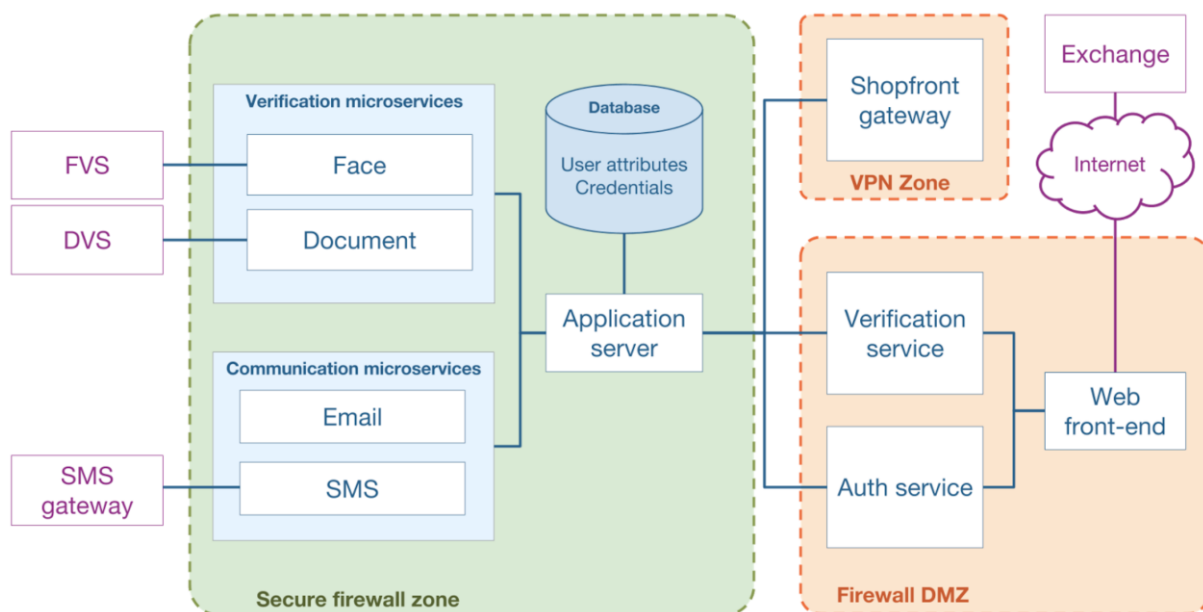 Verification microservices
FVS
Face
DVS
Document
Communication microservices
Email
SMS
gateway
SMS
Secure firewall zone
Database
User attributes
Credentials
Application
server
Shopfront
gateway
VPN Zone
Exchange
Internet
Verification
service
Auth service
Web
front-end
Firewall DMZ